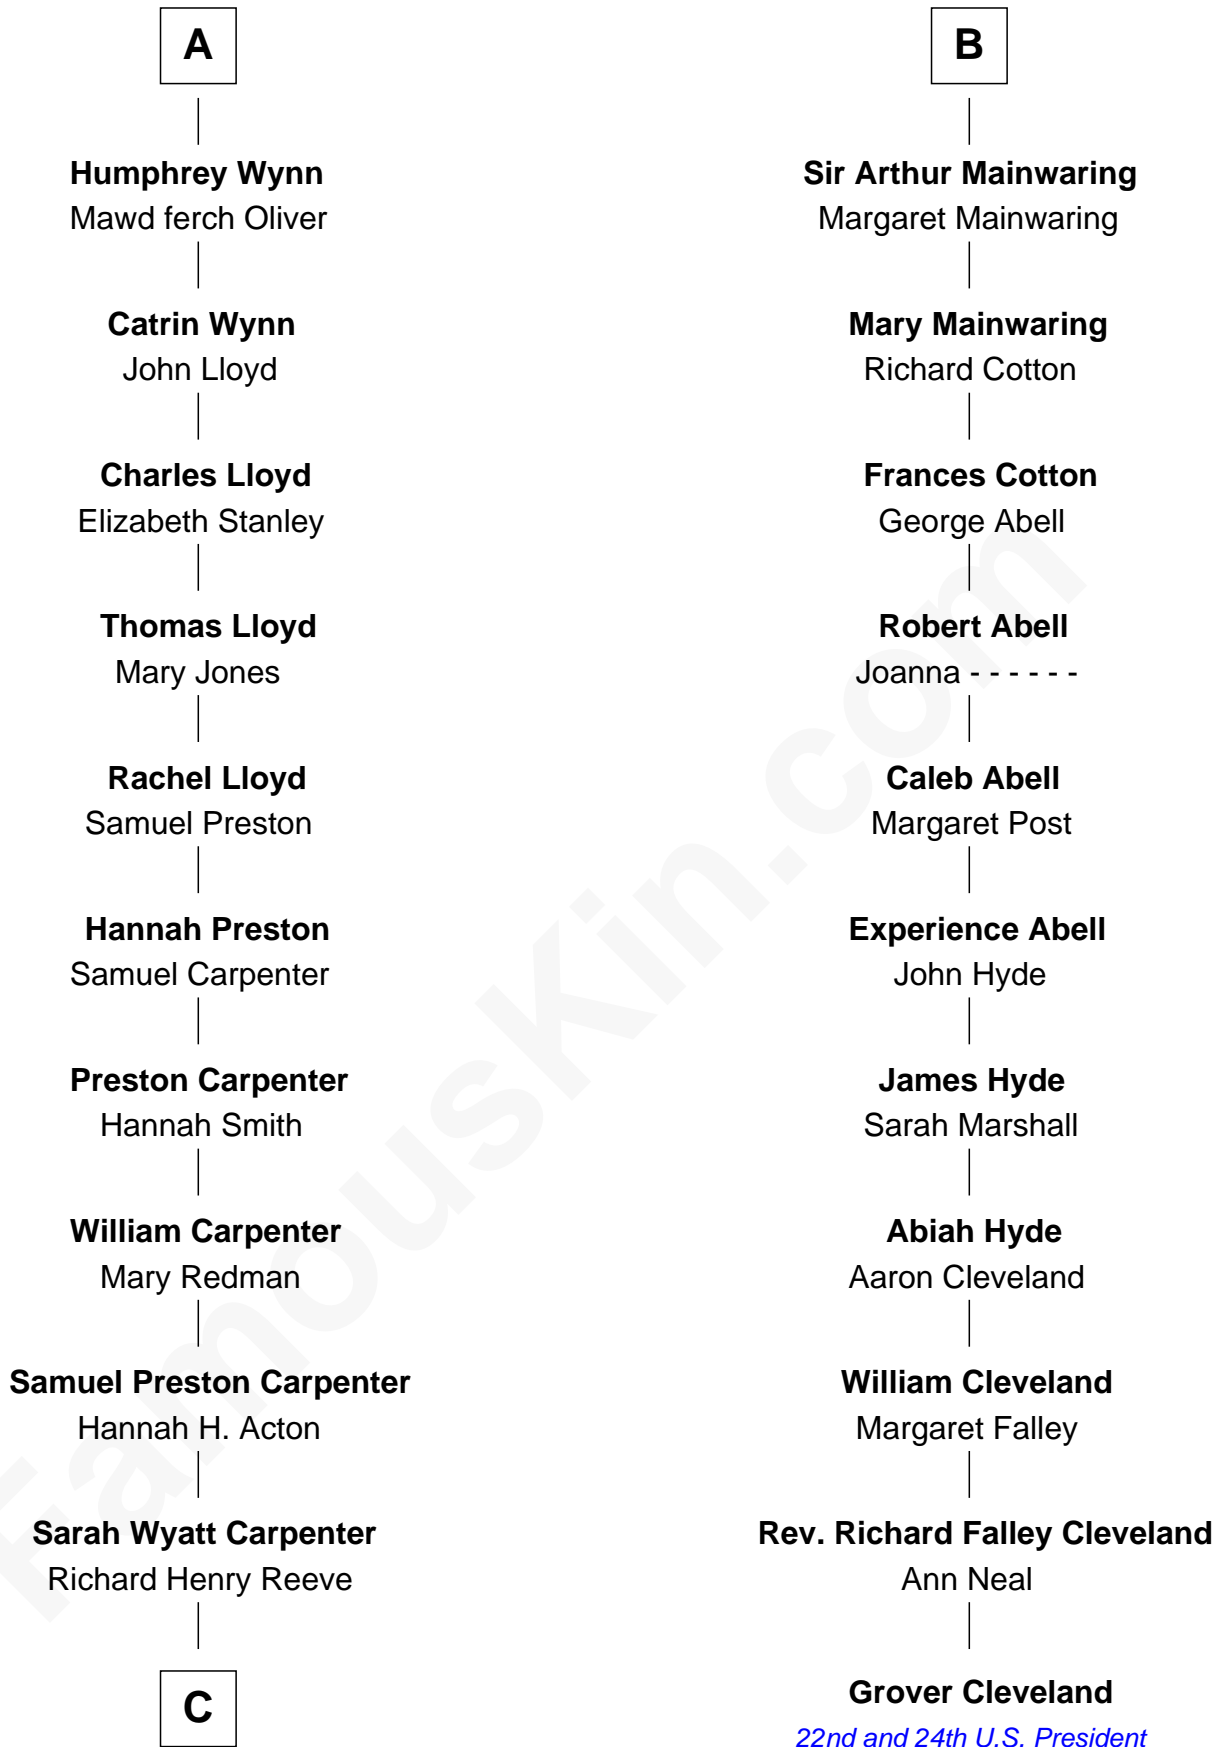 A
Humphrey Wynn
Mawd ferch Oliver
Catrin Wynn
John Lloyd
Charles Lloyd
Elizabeth Stanley
Thomas Lloyd
Mary Jones
Rachel Lloyd
Samuel Preston
Hannah Preston
Samuel Carpenter
Preston Carpenter
Hannah Smith
William Carpenter
Mary Redman
Samuel Preston Carpenter
Hannah H. Acton
Sarah Wyatt Carpenter
Richard Henry Reeve
C
B
Sir Arthur Mainwaring
Margaret Mainwaring
Mary Mainwaring
Richard Cotton
Frances Cotton
George Abell
Robert Abell
Joanna - - - - - -
Caleb Abell
Margaret Post
Experience Abell
John Hyde
James Hyde
Sarah Marshall
Abiah Hyde
Aaron Cleveland
William Cleveland
Margaret Falley
Rev. Richard Falley Cleveland
Ann Neal
Grover Cleveland
22nd and 24th U.S. President
FamousKin.com